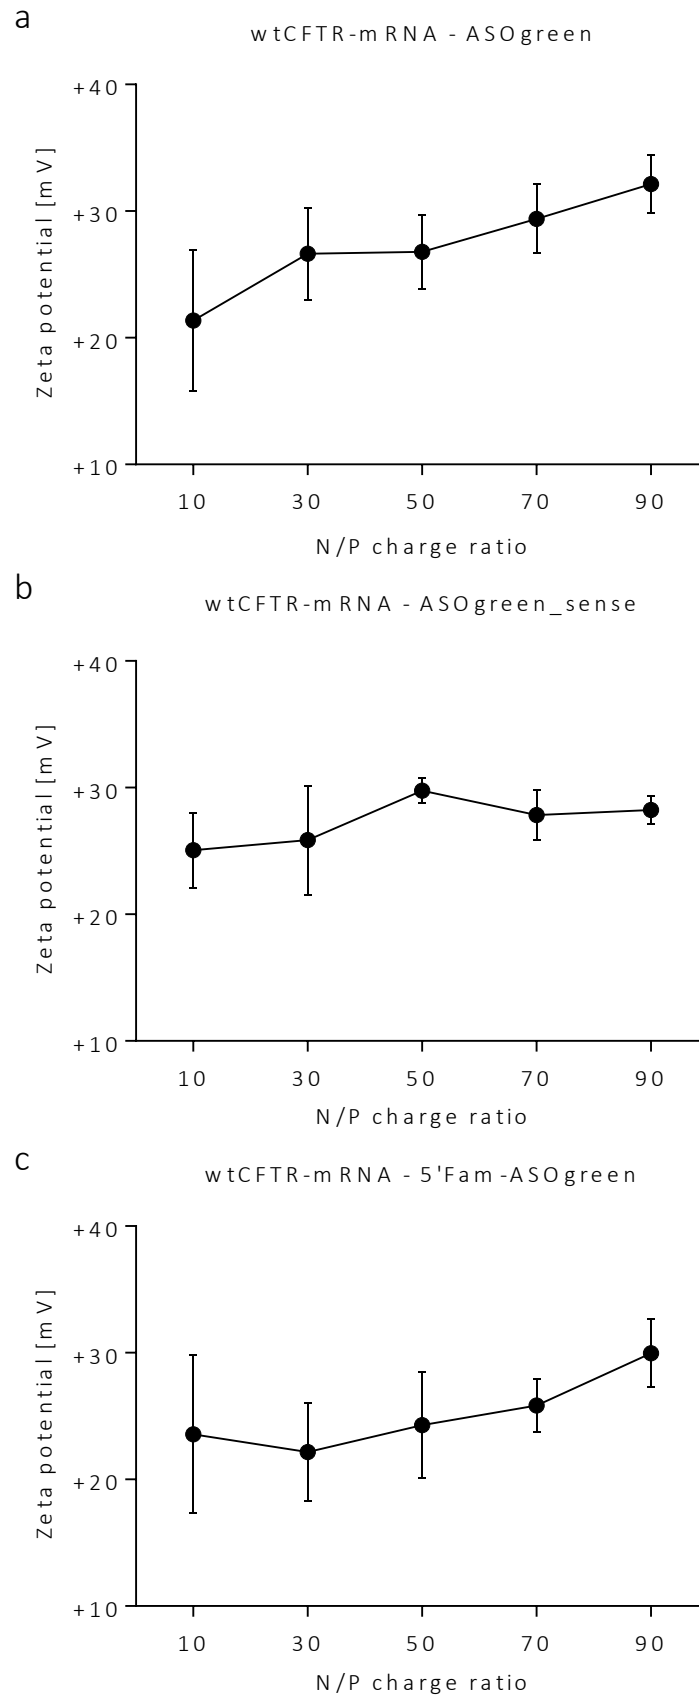 a
wtCFTR-mRNA - ASOgreen
Zeta potential [mV]
+40
+30
+20
+10
10 30 50 70 90
N/P charge ratio
b
wtCFTR-mRNA - ASOgreen_sense
Zeta potential [mV]
+40
+30
+20
+10
10 30 50 70 90
N/P charge ratio
c
wtCFTR-mRNA - 5'Fam-ASOgreen
Zeta potential [mV]
+40
+30
+20
+10
10 30 50 70 90
N/P charge ratio